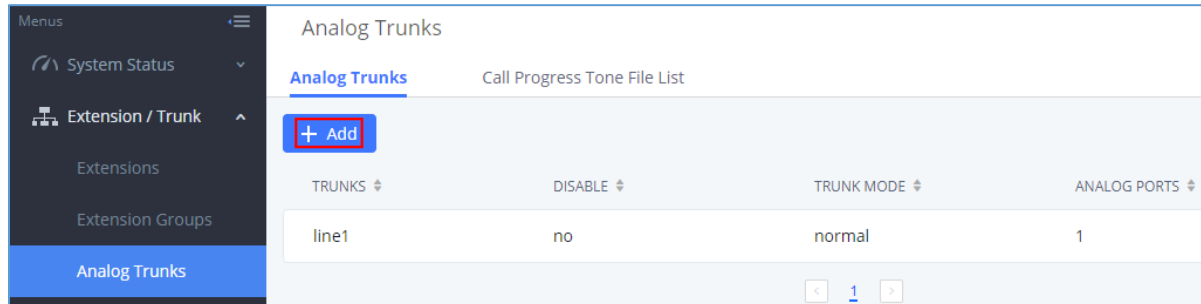 Menus
System Status
Extension / Trunk
Extensions
Extension Groups
Analog Trunks
Analog Trunks
Analog Trunks Call Progress Tone File List
+ Add
TRUNKS DISABLE TRUNK MODE ANALOG PORTS
line1 no normal 1
< 1 >